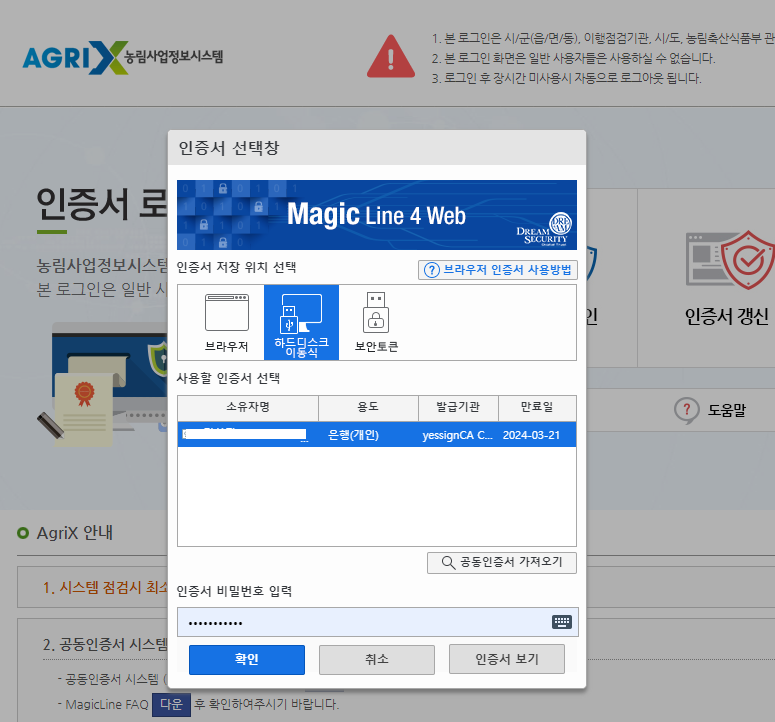 AGRIX 농림사업정보시스템
1. 본 로그인은 시/군(읍/면/동), 이행점검기관, 시/도, 농림축산식품부 관
2. 본 로그인 화면은 일반 사용자들은 사용하실 수 없습니다.
3. 로그인 후 장시간 미사용시 자동으로 로그아웃 됩니다.
인증서 로
농림사업정보시스템
본 로그인은 일반 사
인증서 선택창
Magic Line 4 Web
DREAM SECURITY
인증서 저장 위치 선택
브라우저 인증서 사용방법
브라우저
하드디스크
이동식
보안토큰
사용할 인증서 선택
소유자명 용도 발급기관 만료일
은행(개인) yessignCA C... 2024-03-21
공동인증서 가져오기
인증서 비밀번호 입력
•••••••••••
확인 취소 인증서 보기
인
인증서 갱신
도움말
AgriX 안내
1. 시스템 점검시 최소
2. 공동인증서 시스템
- 공동인증서 시스템 (
- MagicLine FAQ 다운 후 확인하여주시기 바랍니다.